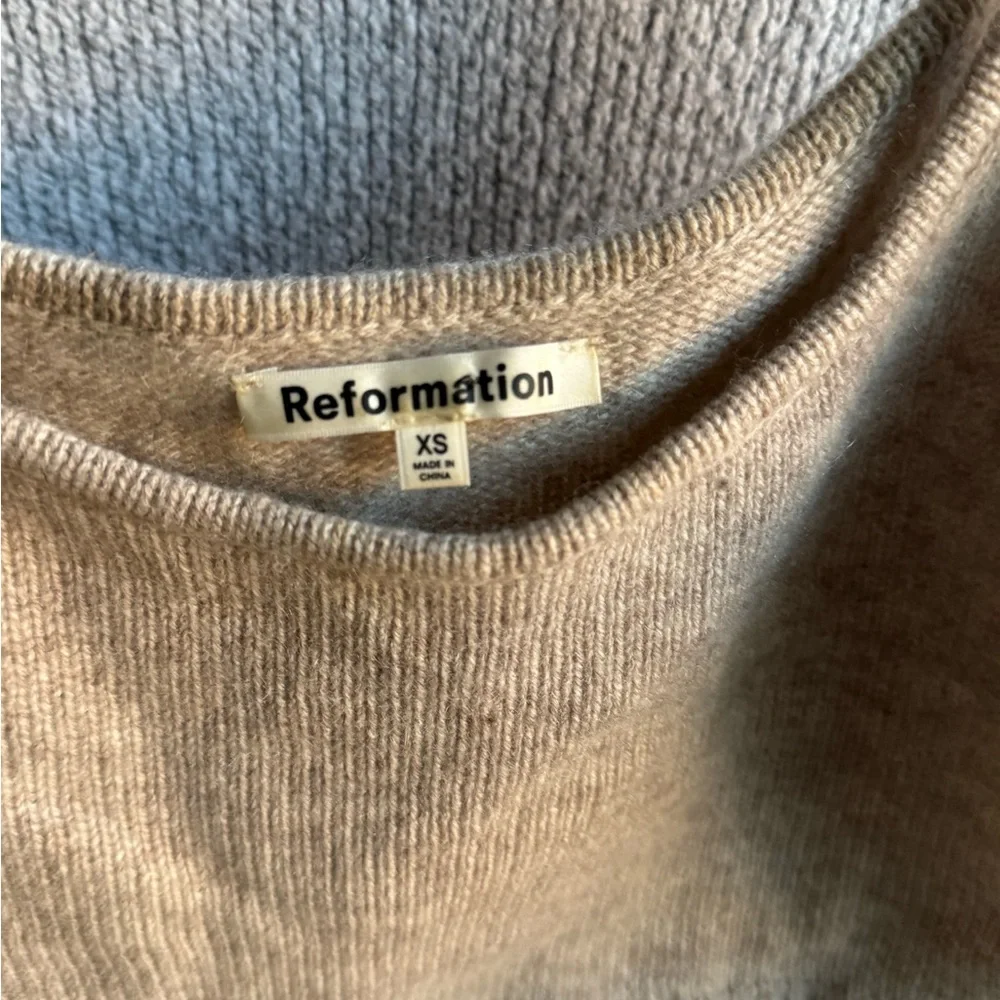 Reformation
XS
MADE IN
CHINA